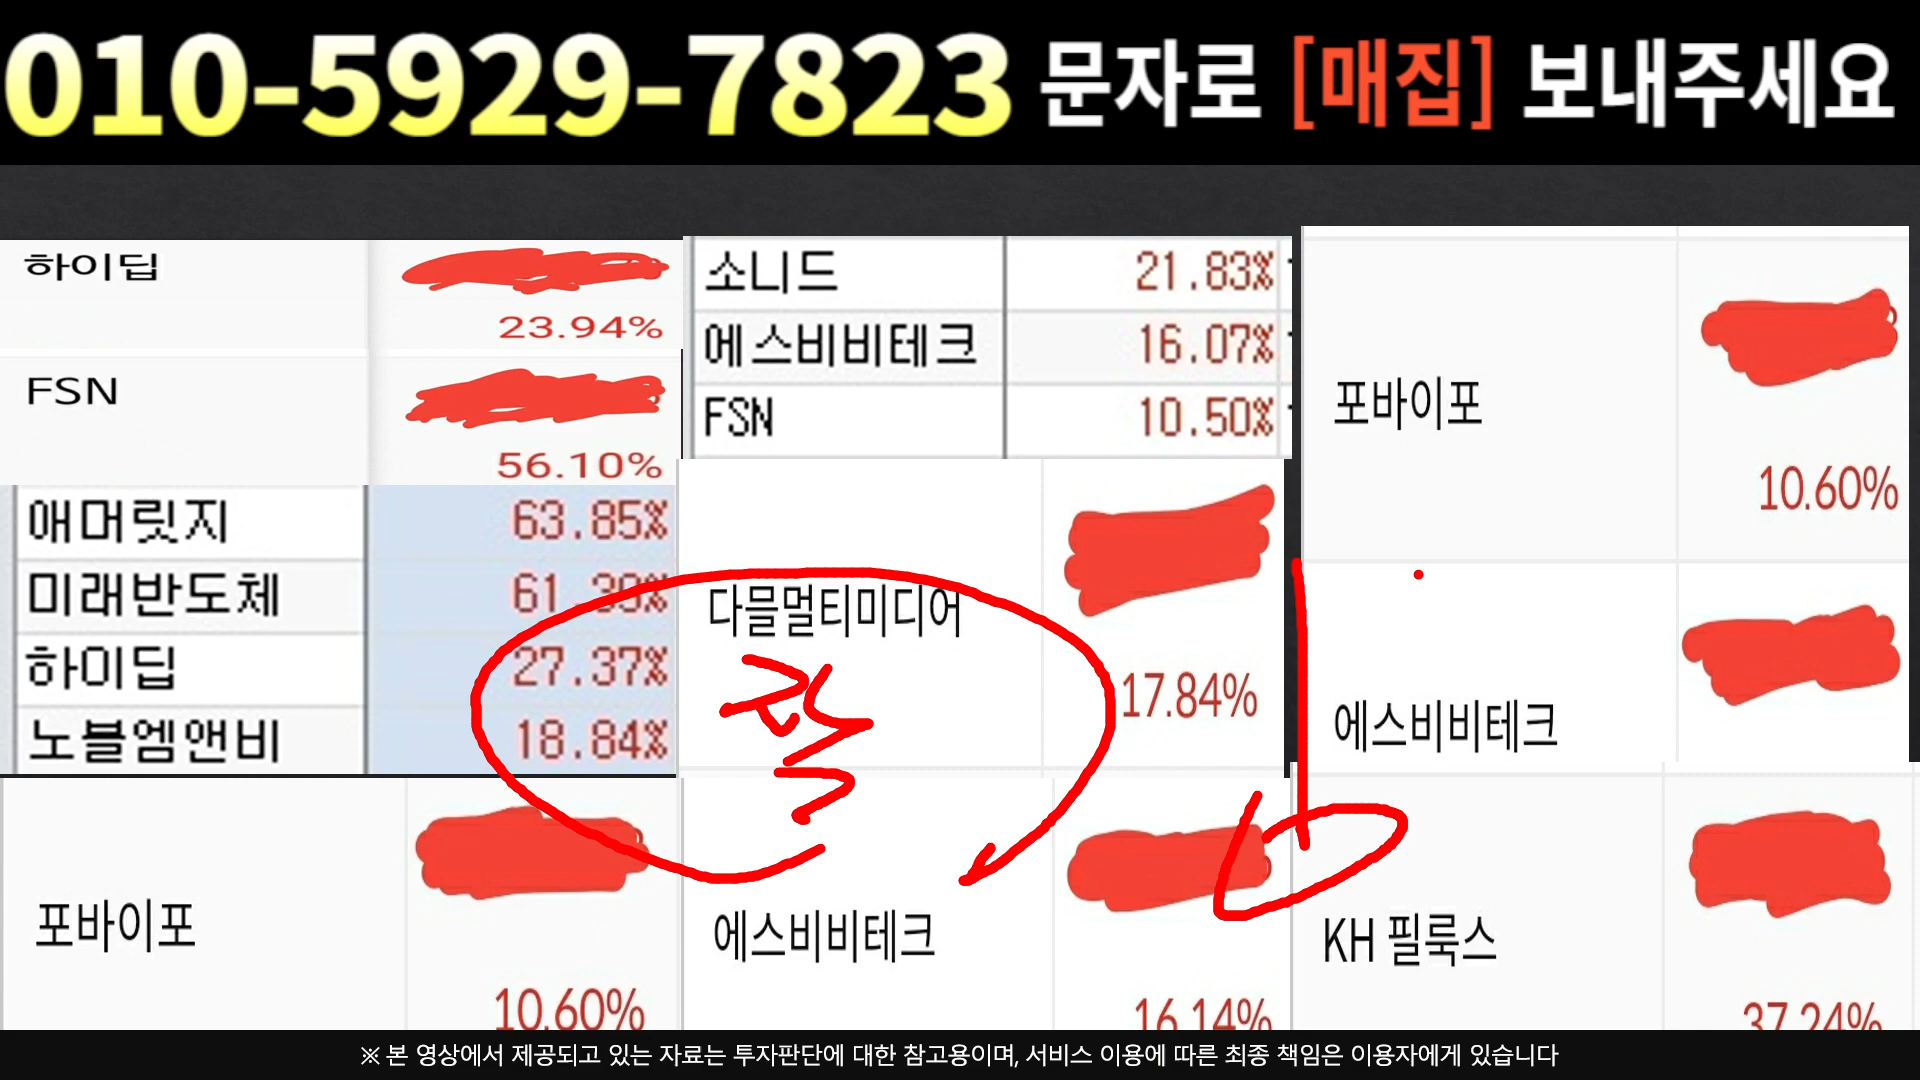 010-5929-7823 문자로 [매집] 보내주세요
하이딥
23.94%
FSN
56.10%
애머릿지 63.85%
미래반도체 61.39%
하이딥 27.37%
노블엠앤비 18.84%
소니드 21.83%
에스비비테크 16.07%
FSN 10.50%
다믈멀티미디어
17.84%
포바이포
10.60%
에스비비테크
포바이포
10.60%
에스비비테크
16.14%
KH 필룩스
37.24%
※ 본 영상에서 제공되고 있는 자료는 투자판단에 대한 참고용이며, 서비스 이용에 따른 최종 책임은 이용자에게 있습니다